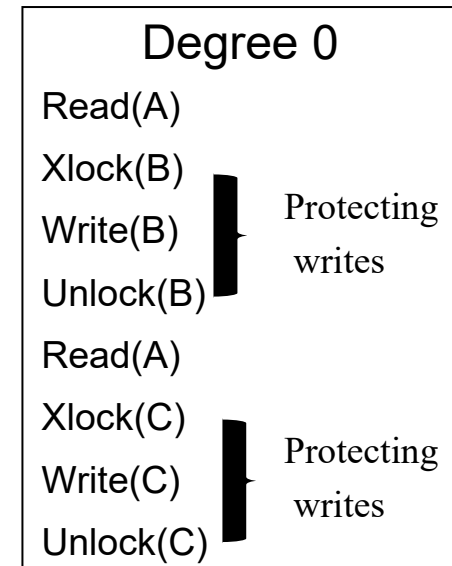 Degree 0
Read(A)
Xlock(B)
Write(B)
Unlock(B)
Protecting
writes
Read(A)
Xlock(C)
Write(C)
Unlock(C)
Protecting
writes